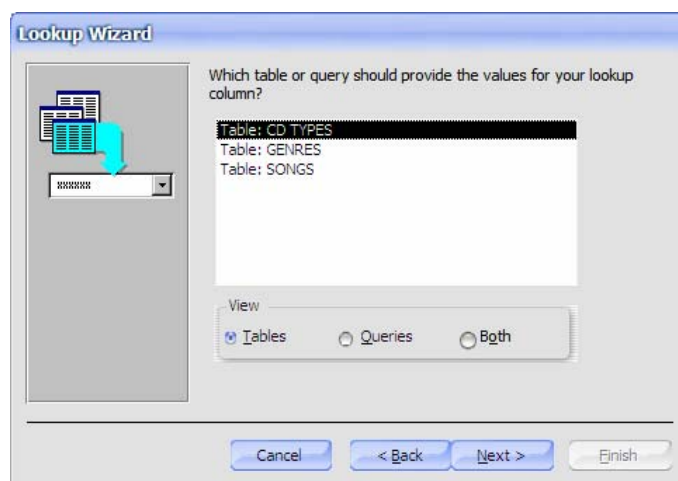 Lookup Wizard
Which table or query should provide the values for your lookup
column?
Table: CD TYPES
Table: GENRES
Table: SONGS
xxxxxx
View
Tables
Queries
Both
Cancel
< Back
Next >
Finish